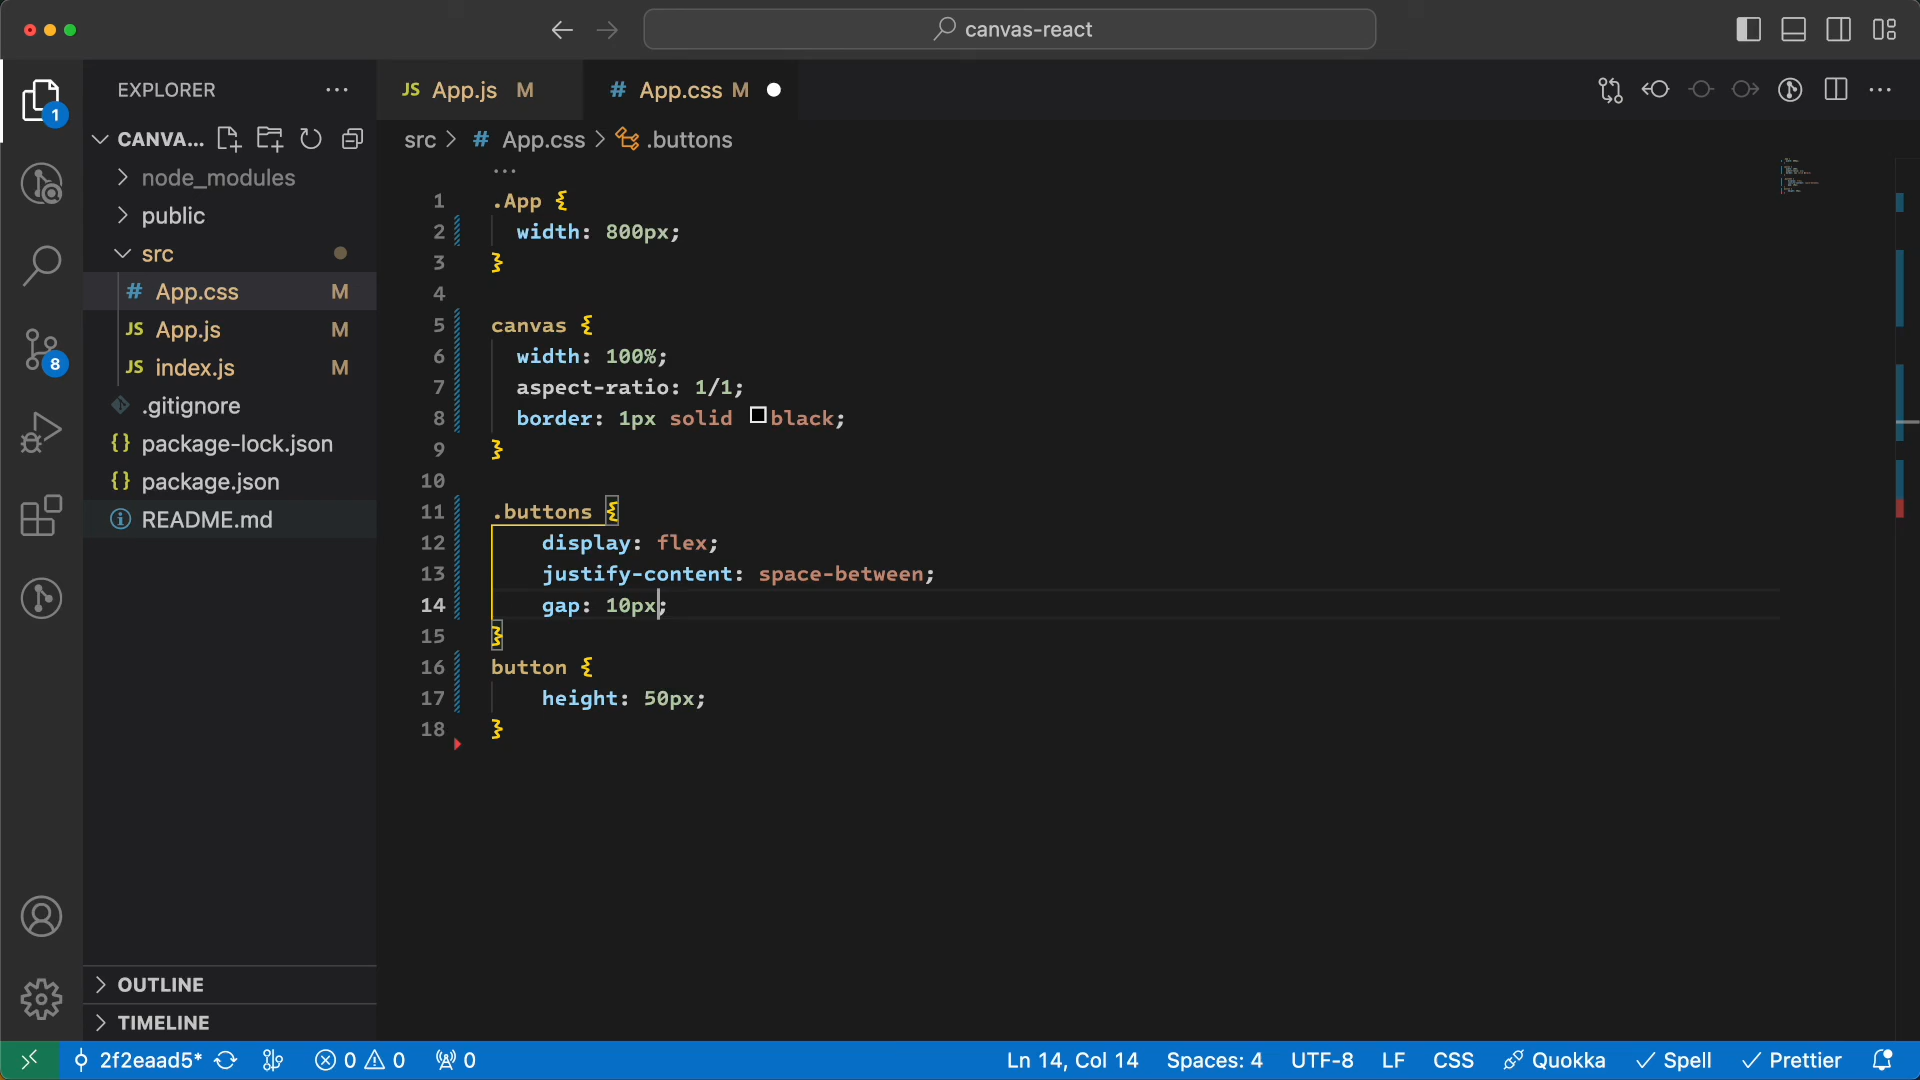 canvas-react
EXPLORER
JS App.js M
# App.css M
1
CANVA...
src > # App.css > .buttons
node_modules
public
src
# App.css M
JS App.js M
JS index.js M
.gitignore
{} package-lock.json
{} package.json
README.md
8
...
1 .App {
2 width: 800px;
3 }
4
5 canvas {
6 width: 100%;
7 aspect-ratio: 1/1;
8 border: 1px solid black;
9 }
10
11 .buttons {
12 display: flex;
13 justify-content: space-between;
14 gap: 10px;
15 }
16 button {
17 height: 50px;
18 }
OUTLINE
TIMELINE
2f2eaad5* 0 0 0 Ln 14, Col 14 Spaces: 4 UTF-8 LF CSS Quokka Spell Prettier